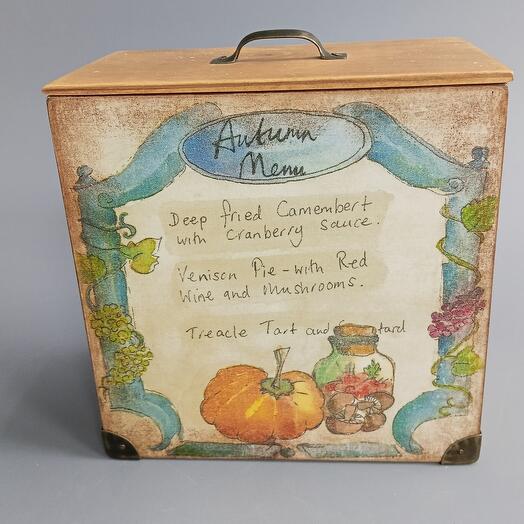 Autumn
Menu
Deep fried Camembert
with Cranberry sauce.
Venison Pie - with Red
Wine and Mushrooms.
Treacle Tart and